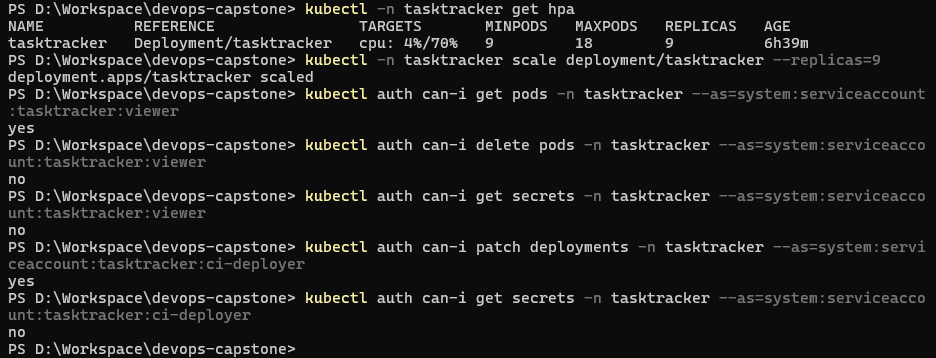 PS D:\Workspace\devops-capstone> kubectl -n tasktracker get hpa
NAME          REFERENCE                TARGETS       MINPODS   MAXPODS   REPLICAS   AGE
tasktracker   Deployment/tasktracker   cpu: 4%/70%   9         18        9          6h39m
PS D:\Workspace\devops-capstone> kubectl -n tasktracker scale deployment/tasktracker --replicas=9
deployment.apps/tasktracker scaled
PS D:\Workspace\devops-capstone> kubectl auth can-i get pods -n tasktracker --as=system:serviceaccount
:tasktracker:viewer
yes
PS D:\Workspace\devops-capstone> kubectl auth can-i delete pods -n tasktracker --as=system:serviceacco
unt:tasktracker:viewer
no
PS D:\Workspace\devops-capstone> kubectl auth can-i get secrets -n tasktracker --as=system:serviceacco
unt:tasktracker:viewer
no
PS D:\Workspace\devops-capstone> kubectl auth can-i patch deployments -n tasktracker --as=system:servi
ceaccount:tasktracker:ci-deployer
yes
PS D:\Workspace\devops-capstone> kubectl auth can-i get secrets -n tasktracker --as=system:serviceacco
unt:tasktracker:ci-deployer
no
PS D:\Workspace\devops-capstone>